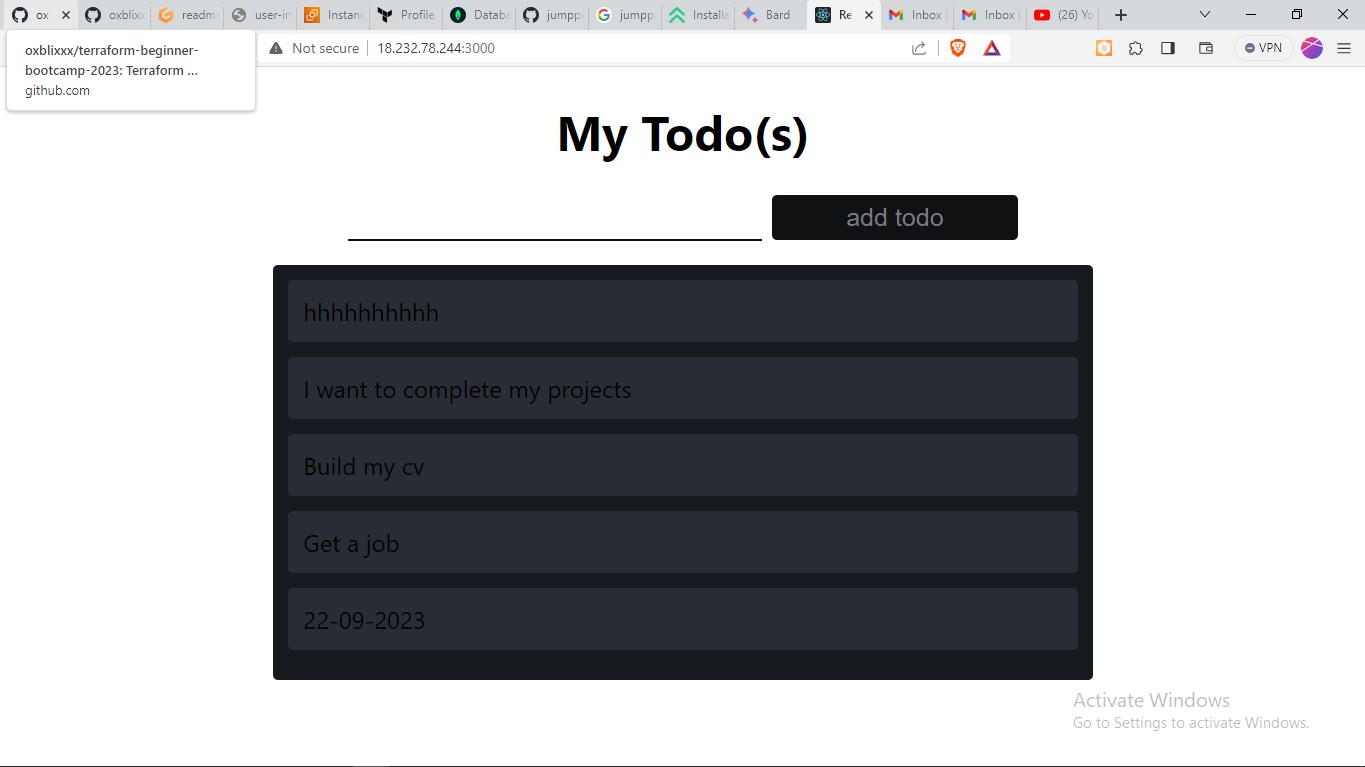 ox
oxblixx
readm
user-in
Instanc
Profile
Databa
jumpp
jumpp
Installa
Bard
Re
Inbox (
Inbox (
(26) Yo
oxblixxx/terraform-beginner-
bootcamp-2023: Terraform ...
github.com
Not secure
18.232.78.244:3000
VPN
My Todo(s)
add todo
hhhhhhhhhh
I want to complete my projects
Build my cv
Get a job
22-09-2023
Activate Windows
Go to Settings to activate Windows.